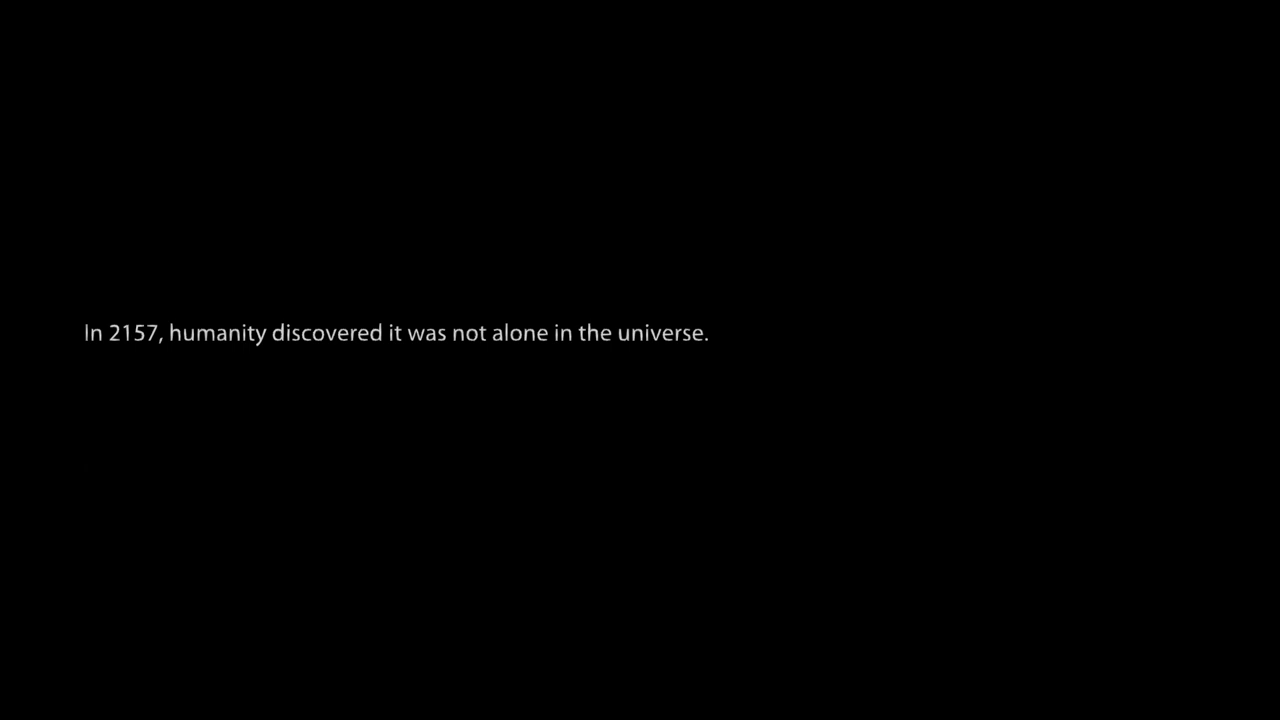 In 2157, humanity discovered it was not alone in the universe.